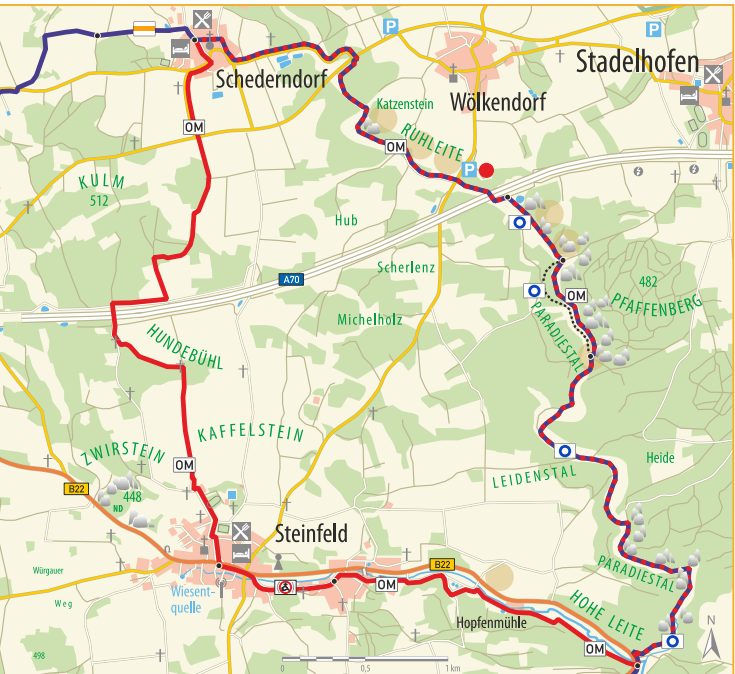 P
P
Stadelhofen
Schederndorf
Katzenstein
Wölkendorf
OM
RUHLEITE
OM
P
KULM
512
Hub
Scherlenz
A70
482
OM
PFAFFENBERG
Michelholz
PARADIESTAL
HUNDEBÜHL
KAFFELSTEIN
ZWIRSTEIN
OM
Heide
LEIDENSTAL
B22
448
ND
Steinfeld
Würgauer
Weg
B22
PARADIESTAL
Wiesent-
quelle
OM
HOHE LEITE
Hopfenmühle
N
OM
498
0
0,5
1 km